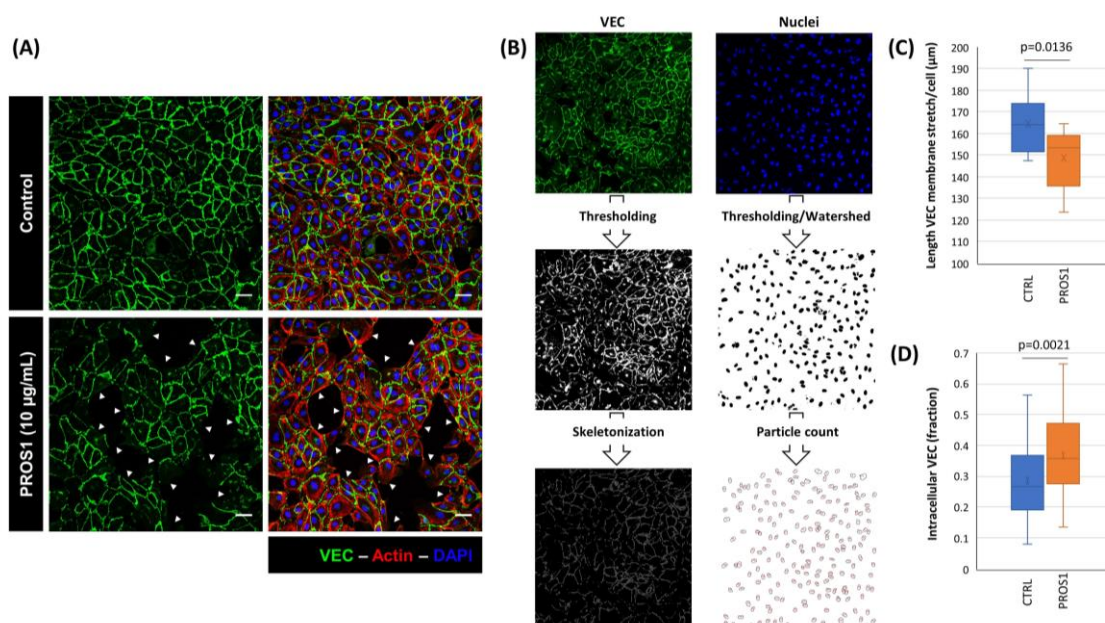 (A)
Control
PROS1 (10 µg/mL)
VEC – Actin – DAPI
(B)
VEC
Nuclei
Thresholding
Thresholding/Watershed
Skeletonization
Particle count
(C)
Length VEC membrane stretch/cell (µm)
200
190
180
170
160
150
140
130
120
110
100
p=0.0136
CTRL
PROS1
(D)
Intracellular VEC (fraction)
0.7
0.6
0.5
0.4
0.3
0.2
0.1
0
p=0.0021
CTRL
PROS1